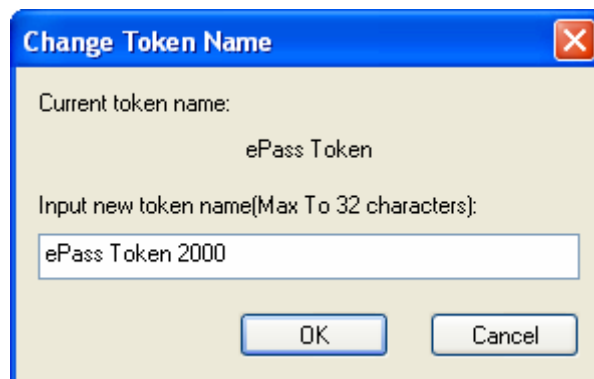 Change Token Name
Current token name:
ePass Token
Input new token name(Max To 32 characters):
ePass Token 2000
OK
Cancel